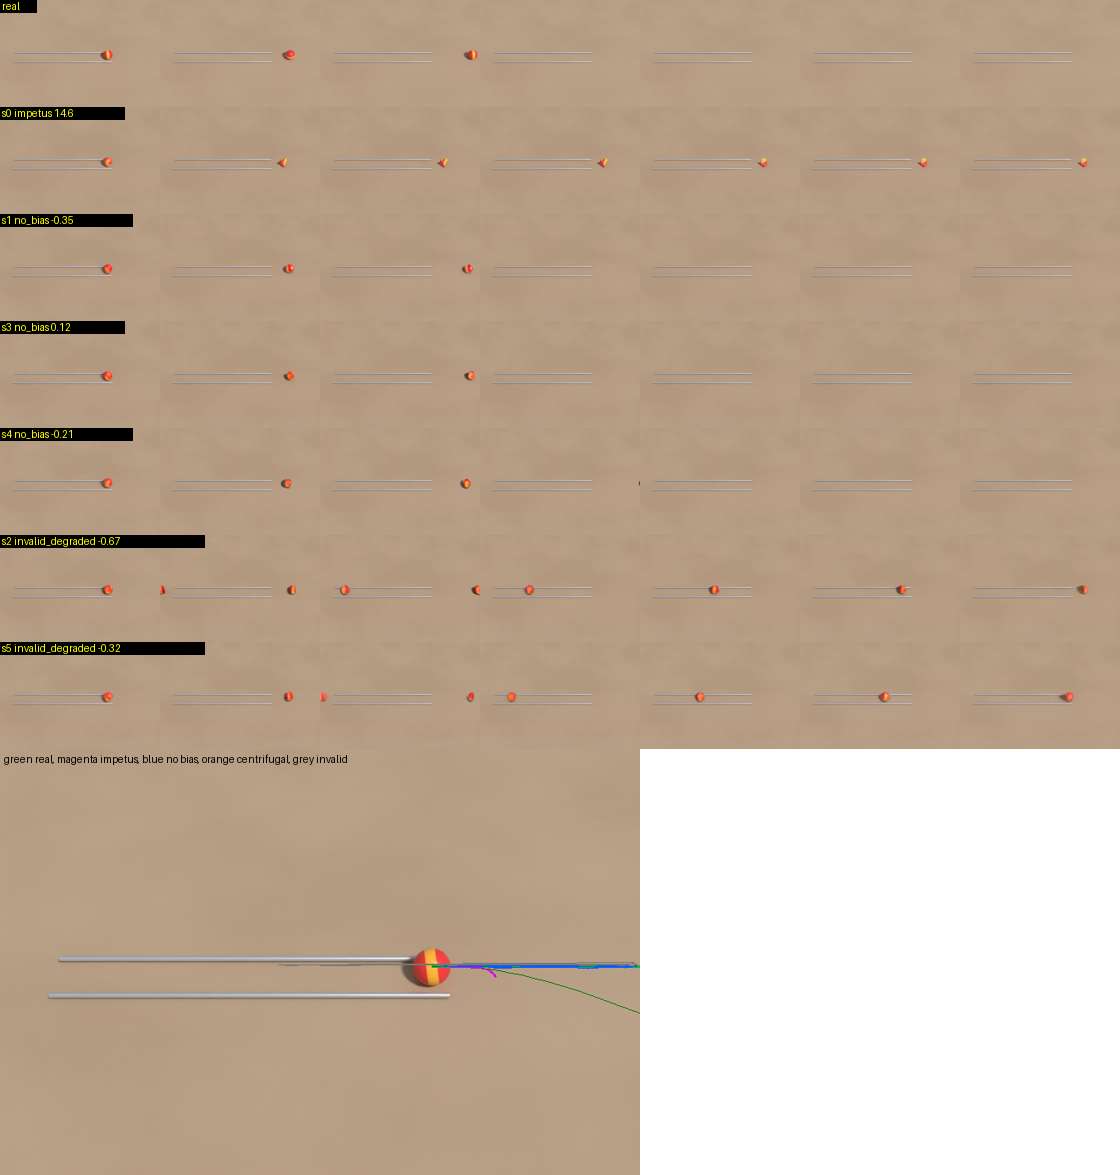 real
s0 impetus 14.6
s1 no_bias -0.35
s3 no_bias 0.12
s4 no_bias -0.21
s2 invalid_degraded -0.67
s5 invalid_degraded -0.32
green real, magenta impetus, blue no bias, orange centrifugal, grey invalid